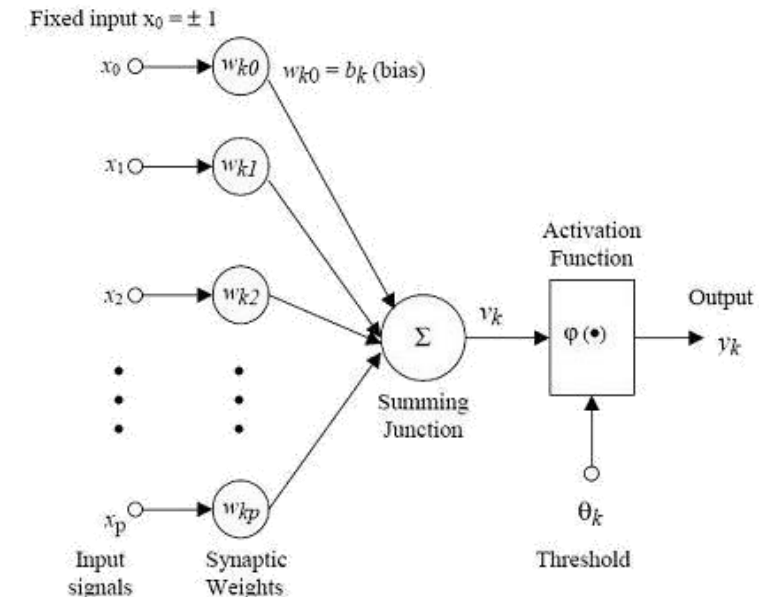 Fixed input x₀ = ± 1
x₀
wk0
wk0 = bk (bias)
x₁
wk1
x₂
wk2
Σ
vk
Activation
Function
φ (•)
Output
yk
Summing
Junction
xp
wkp
θk
Input
signals
Synaptic
Weights
Threshold